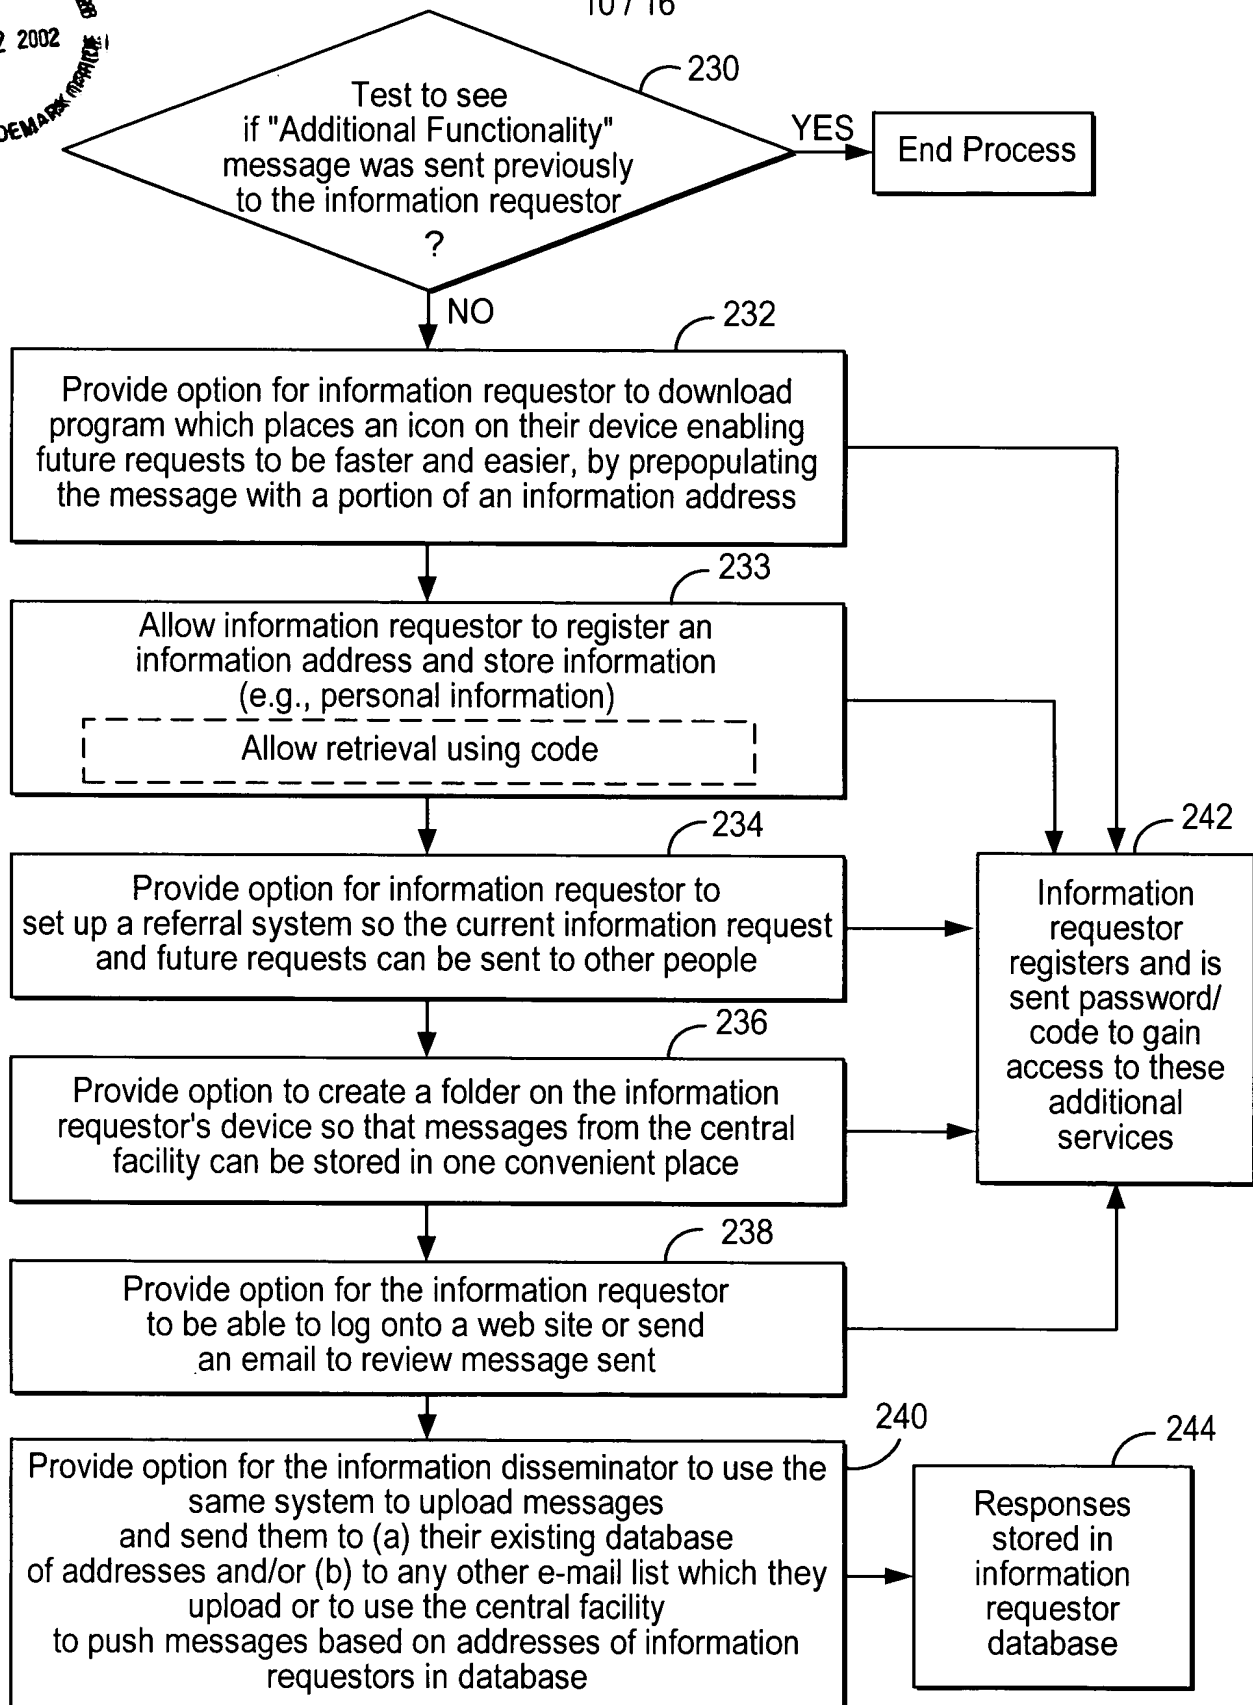 10 / 16
2 2002
DEMARK
230
Test to see
if "Additional Functionality"
message was sent previously
to the information requestor
?
YES
End Process
NO
232
Provide option for information requestor to download
program which places an icon on their device enabling
future requests to be faster and easier, by prepopulating
the message with a portion of an information address
233
Allow information requestor to register an
information address and store information
(e.g., personal information)
Allow retrieval using code
234
Provide option for information requestor to
set up a referral system so the current information request
and future requests can be sent to other people
242
Information
requestor
registers and is
sent password/
code to gain
access to these
additional
services
236
Provide option to create a folder on the information
requestor's device so that messages from the central
facility can be stored in one convenient place
238
Provide option for the information requestor
to be able to log onto a web site or send
an email to review message sent
240
Provide option for the information disseminator to use the
same system to upload messages
and send them to (a) their existing database
of addresses and/or (b) to any other e-mail list which they
upload or to use the central facility
to push messages based on addresses of information
requestors in database
244
Responses
stored in
information
requestor
database